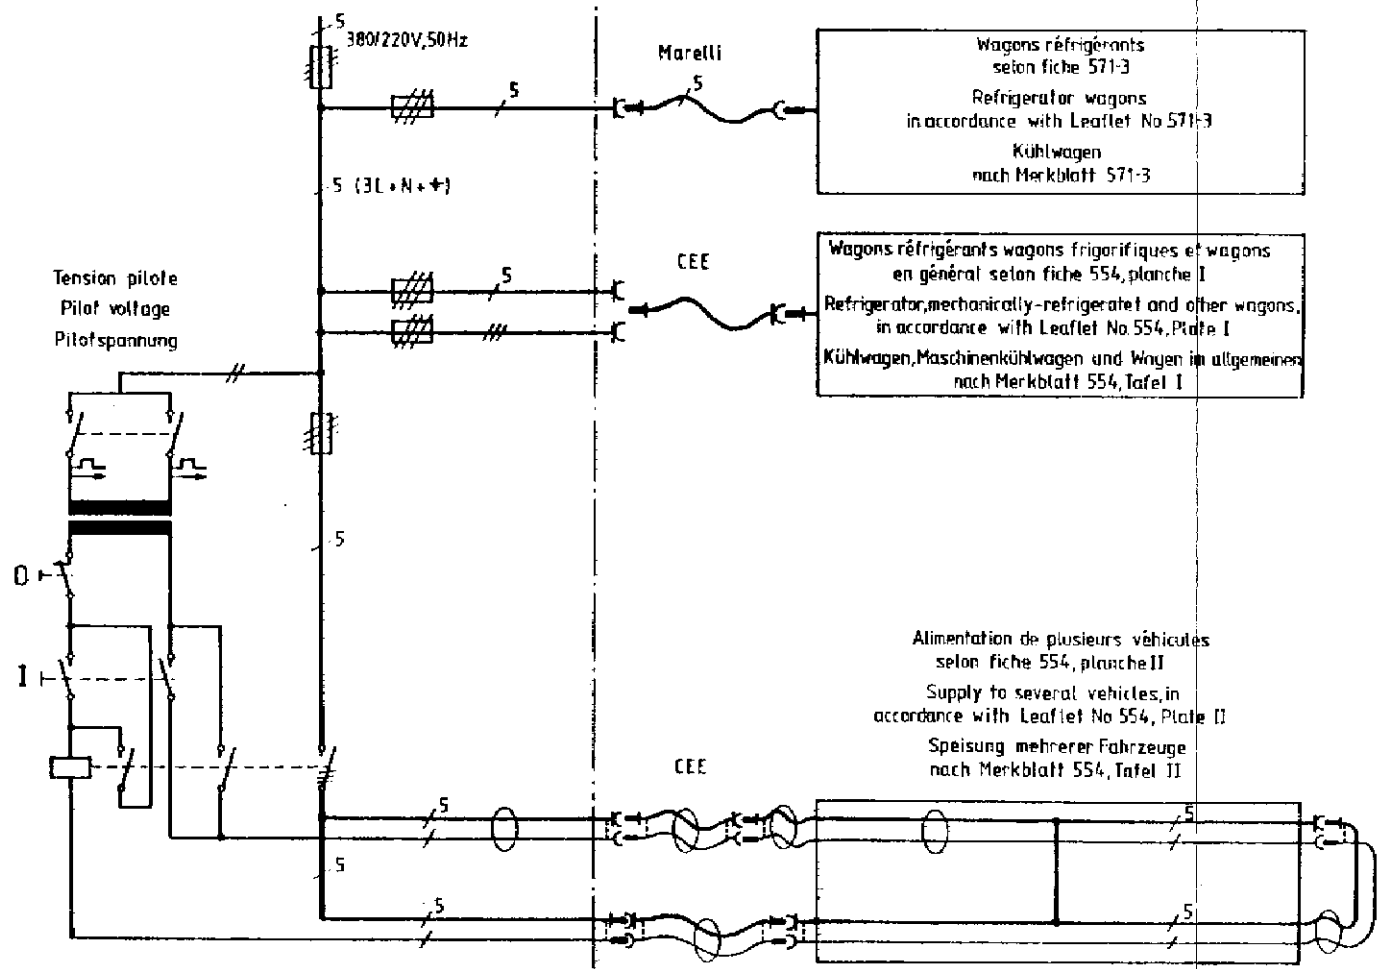 5
380/220V,50Hz
Marelli
5
5
Wagons réfrigérants
selon fiche 571-3
Refrigerator wagons
in accordance with Leaflet No 571-3
Kühlwagen
nach Merkblatt 571-3
5 (3L+N+⏚)
CEE
5
Wagons réfrigérants wagons frigorifiques et wagons
en général selon fiche 554, planche I
Refrigerator, merhanically-refrigeratet and other wagons,
in accordance with Leaflet No. 554, Plate I
Kühlwagen, Maschinenkühlwagen und Wayen im allgemeinen
nach Merkblatt 554, Tafel I
Tension pilote
Pilot voltage
Pilotspannung
5
O
I
Alimentation de plusieurs véhicules
selon fiche 554, planche II
Supply to several vehicles, in
accordance with Leaflet No 554, Plate II
Speisung mehrerer Fahrzeuge
nach Merkblatt 554, Tafel II
CEE
5
5
5
5
5